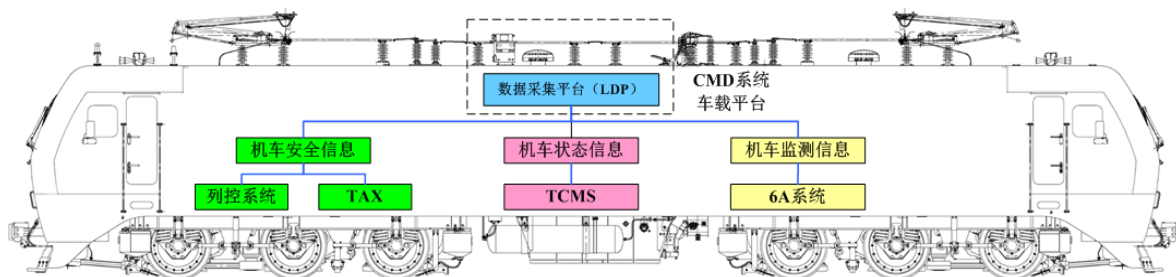 数据采集平台（LDP）
CMD系统
车载平台
机车安全信息
机车状态信息
机车监测信息
列控系统
TAX
TCMS
6A系统